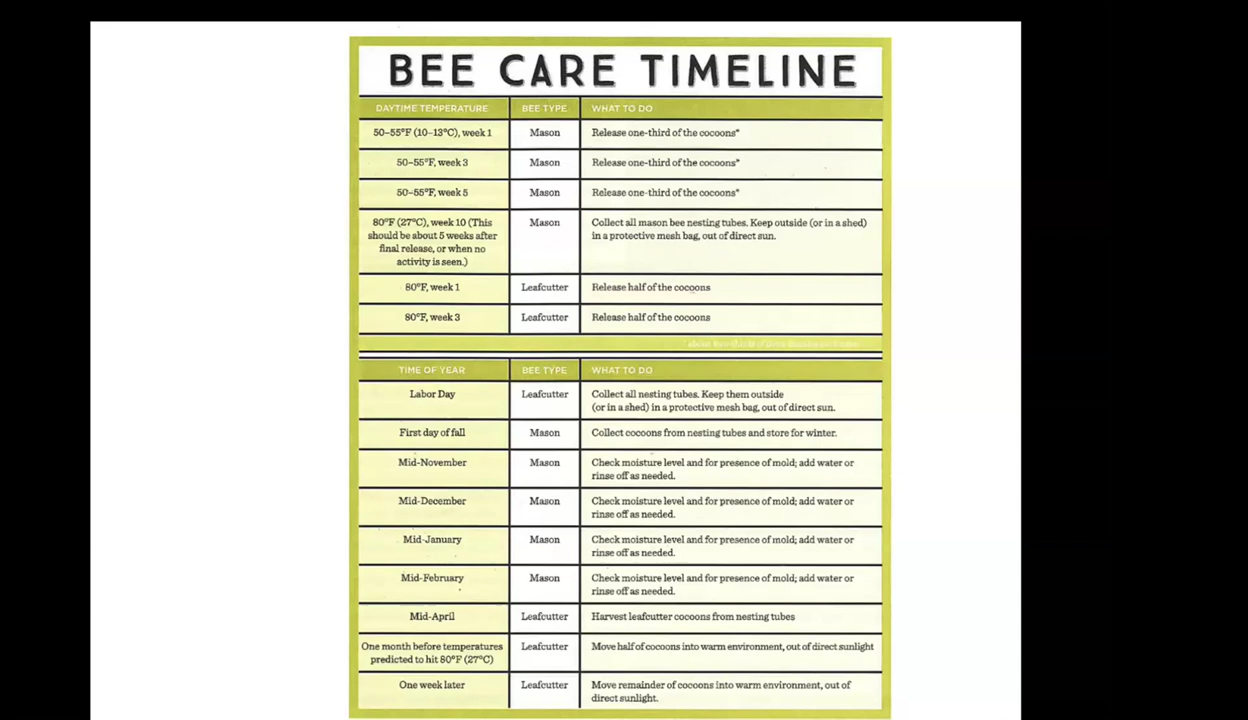 BEE CARE TIMELINE
DAYTIME TEMPERATURE BEE TYPE WHAT TO DO
50–55°F (10–13°C), week 1 Mason Release one-third of the cocoons*
50–55°F, week 3 Mason Release one-third of the cocoons*
50–55°F, week 5 Mason Release one-third of the cocoons*
80°F (27°C), week 10 (This Mason Collect all mason bee nesting tubes. Keep outside (or in a shed)
should be about 5 weeks after in a protective mesh bag, out of direct sun.
final release, or when no
activity is seen.)
80°F, week 1 Leafcutter Release half of the cocoons
80°F, week 3 Leafcutter Release half of the cocoons
TIME OF YEAR BEE TYPE WHAT TO DO
Labor Day Leafcutter Collect all nesting tubes. Keep them outside
(or in a shed) in a protective mesh bag, out of direct sun.
First day of fall Mason Collect cocoons from nesting tubes and store for winter.
Mid-November Mason Check moisture level and for presence of mold; add water or
rinse off as needed.
Mid-December Mason Check moisture level and for presence of mold; add water or
rinse off as needed.
Mid-January Mason Check moisture level and for presence of mold; add water or
rinse off as needed.
Mid-February Mason Check moisture level and for presence of mold; add water or
rinse off as needed.
Mid-April Leafcutter Harvest leafcutter cocoons from nesting tubes
One month before temperatures Leafcutter Move half of cocoons into warm environment, out of direct sunlight
predicted to hit 80°F (27°C)
One week later Leafcutter Move remainder of cocoons into warm environment, out of
direct sunlight.